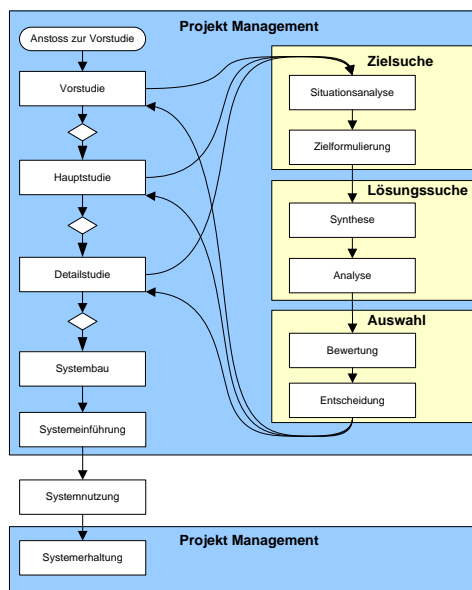 Projekt Management
Anstoss zur Vorstudie
Vorstudie
Hauptstudie
Detailstudie
Systembau
Systemeinführung
Systemnutzung
Zielsuche
Situationsanalyse
Zielformulierung
Lösungssuche
Synthese
Analyse
Auswahl
Bewertung
Entscheidung
Projekt Management
Systemerhaltung